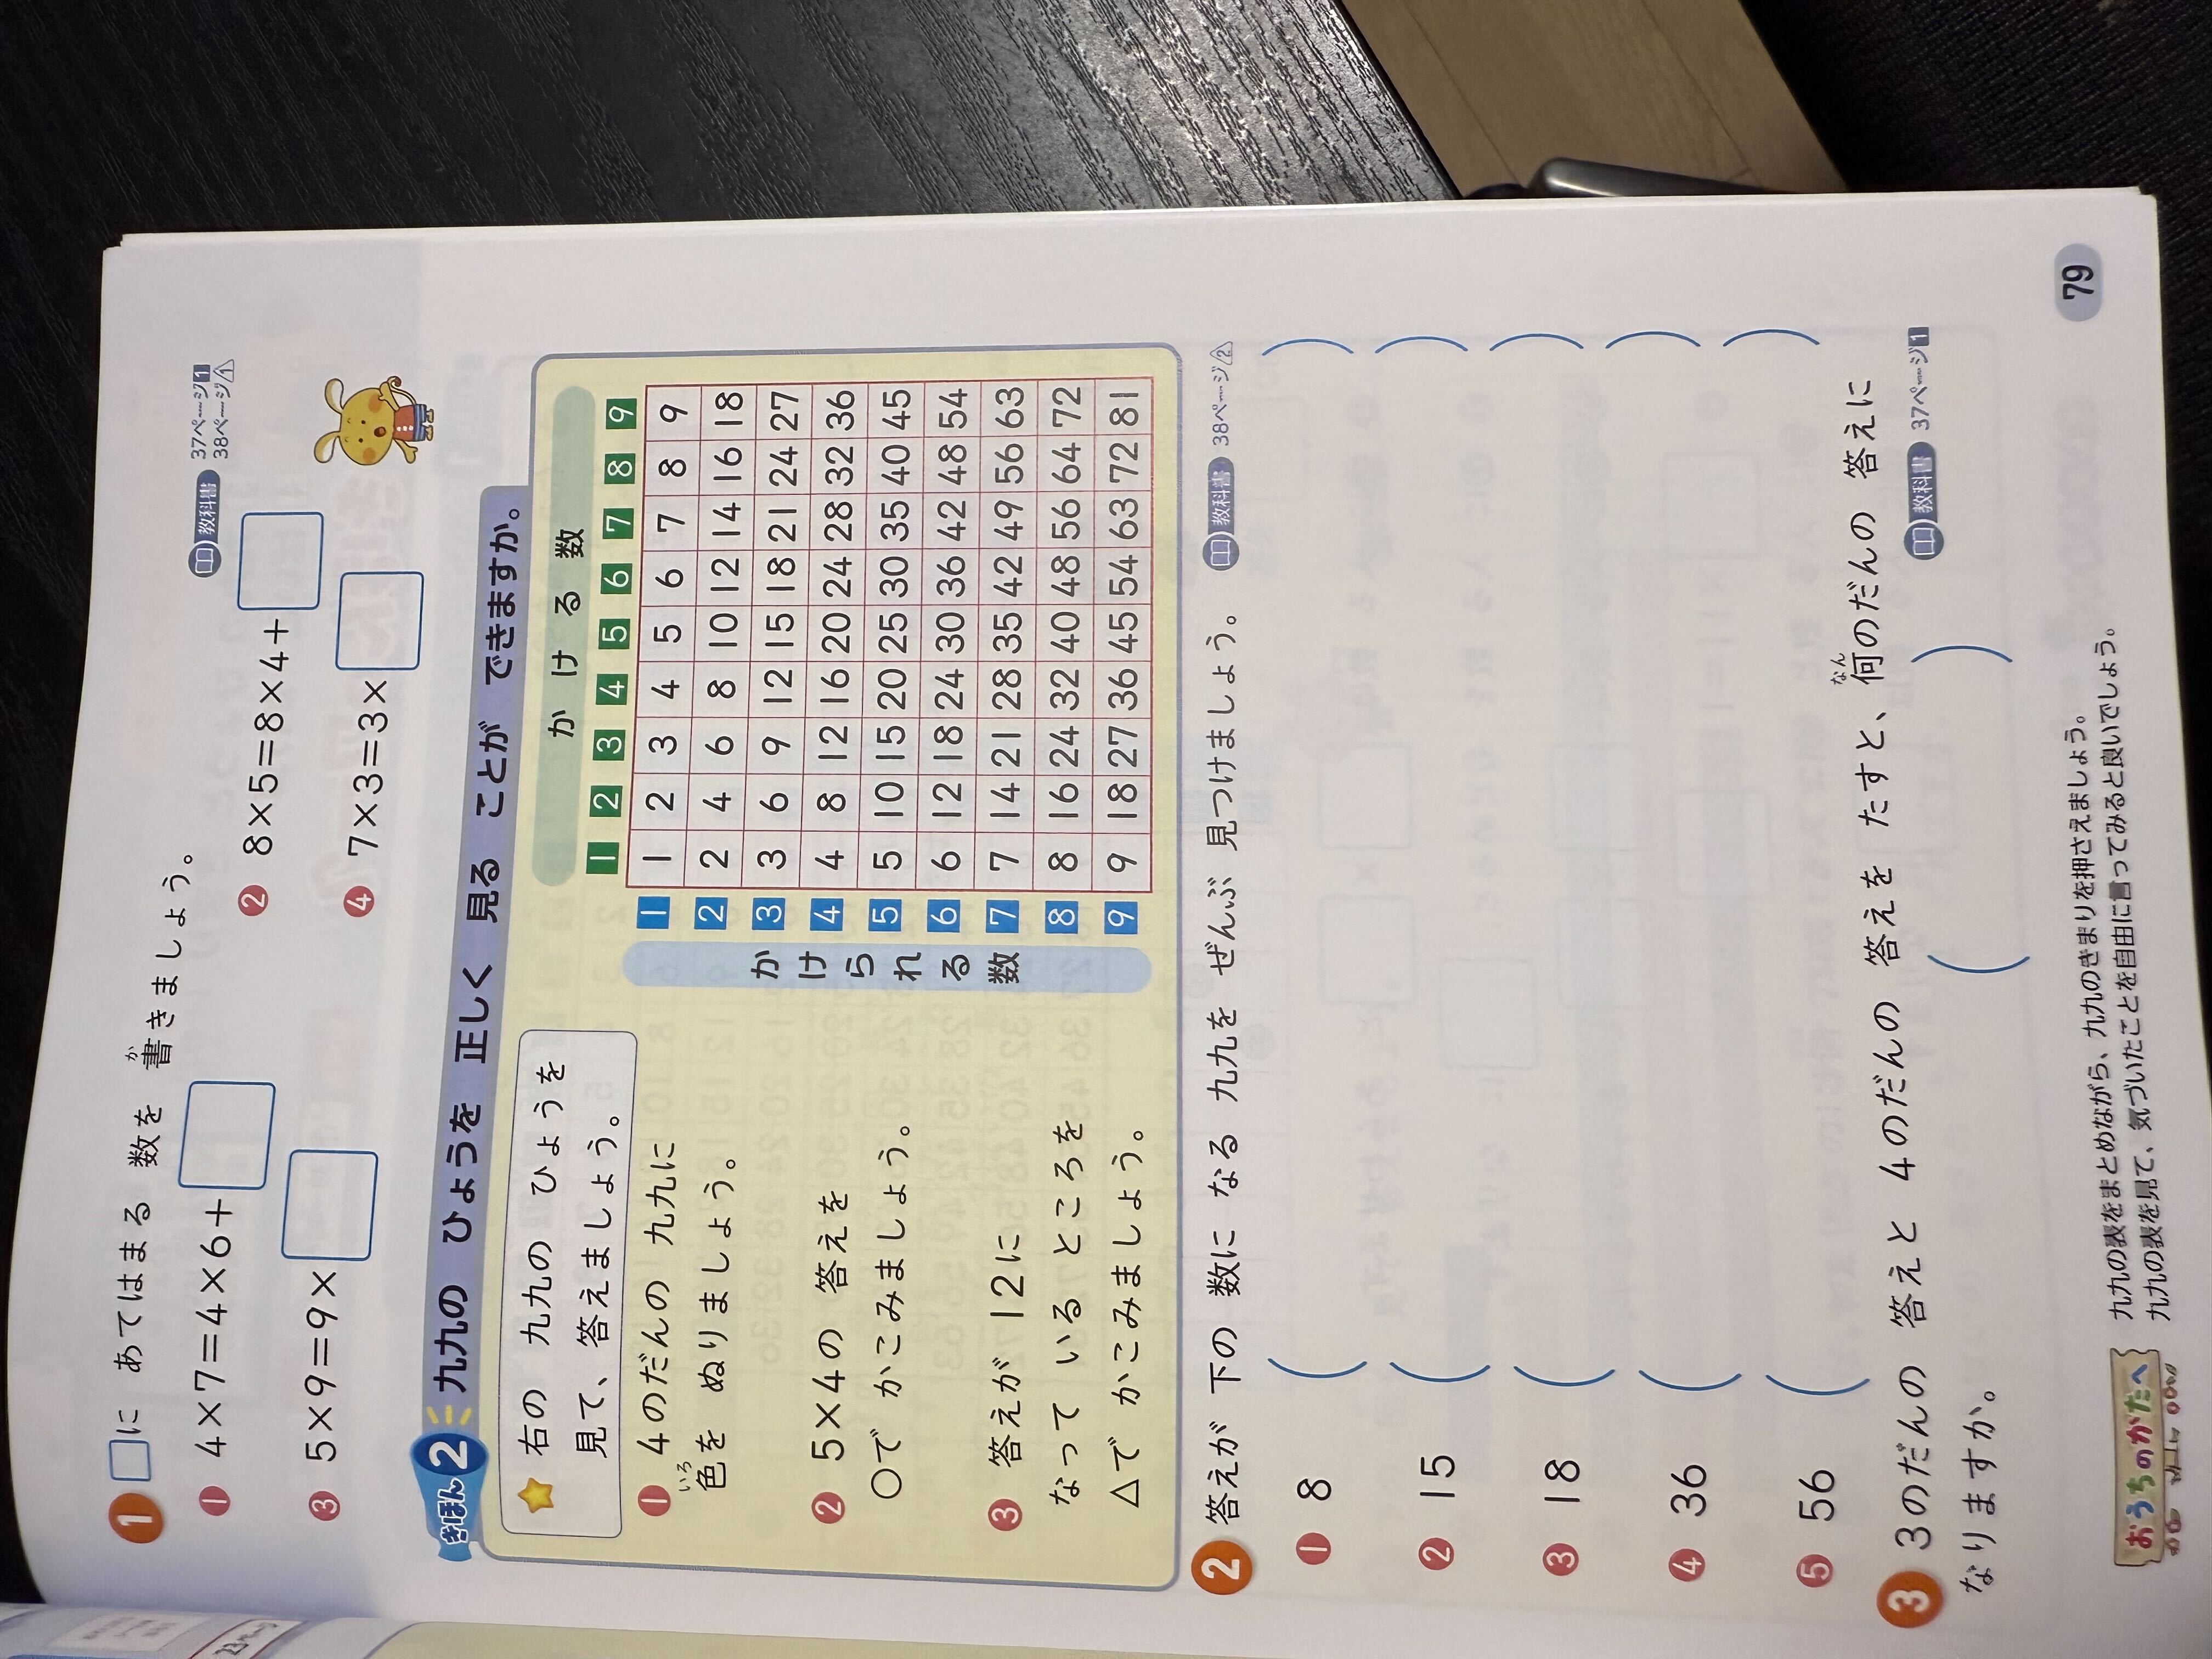 1 □に あてはまる 数を 書きましょう。
か
教科書 37ページ1
38ページ1
1 4×7=4×6+□
2 8×5=8×4+□
3 5×9=9×□
4 7×3=3×□
きほん2 九九の ひょうを 正しく 見る ことが できますか。
右の 九九の ひょうを
見て、答えましょう。
1 4のだんの 九九に
いろ
色を ぬりましょう。
2 5×4の 答えを
○で かこみましょう。
3 答えが 12に
なって いる ところを
△で かこみましょう。
かける数
1 2 3 4 5 6 7 8 9
かけられる数
1 1 2 3 4 5 6 7 8 9
2 2 4 6 8 10 12 14 16 18
3 3 6 9 12 15 18 21 24 27
4 4 8 12 16 20 24 28 32 36
5 5 10 15 20 25 30 35 40 45
6 6 12 18 24 30 36 42 48 54
7 7 14 21 28 35 42 49 56 63
8 8 16 24 32 40 48 56 64 72
9 9 18 27 36 45 54 63 72 81
2 答えが 下の 数に なる 九九を ぜんぶ 見つけましょう。
教科書 38ページ2
1 8 ( )
2 15 ( )
3 18 ( )
4 36 ( )
5 56 ( )
なん
3 3のだんの 答えと 4のだんの 答えを たすと、何のだんの 答えに
なりますか。
教科書 37ページ1
( )
おうちのかたへ
九九の表をまとめながら、九九のきまりを押さえましょう。
九九の表を見て、気づいたことを自由に言ってみると良いでしょう。
79
23ページ